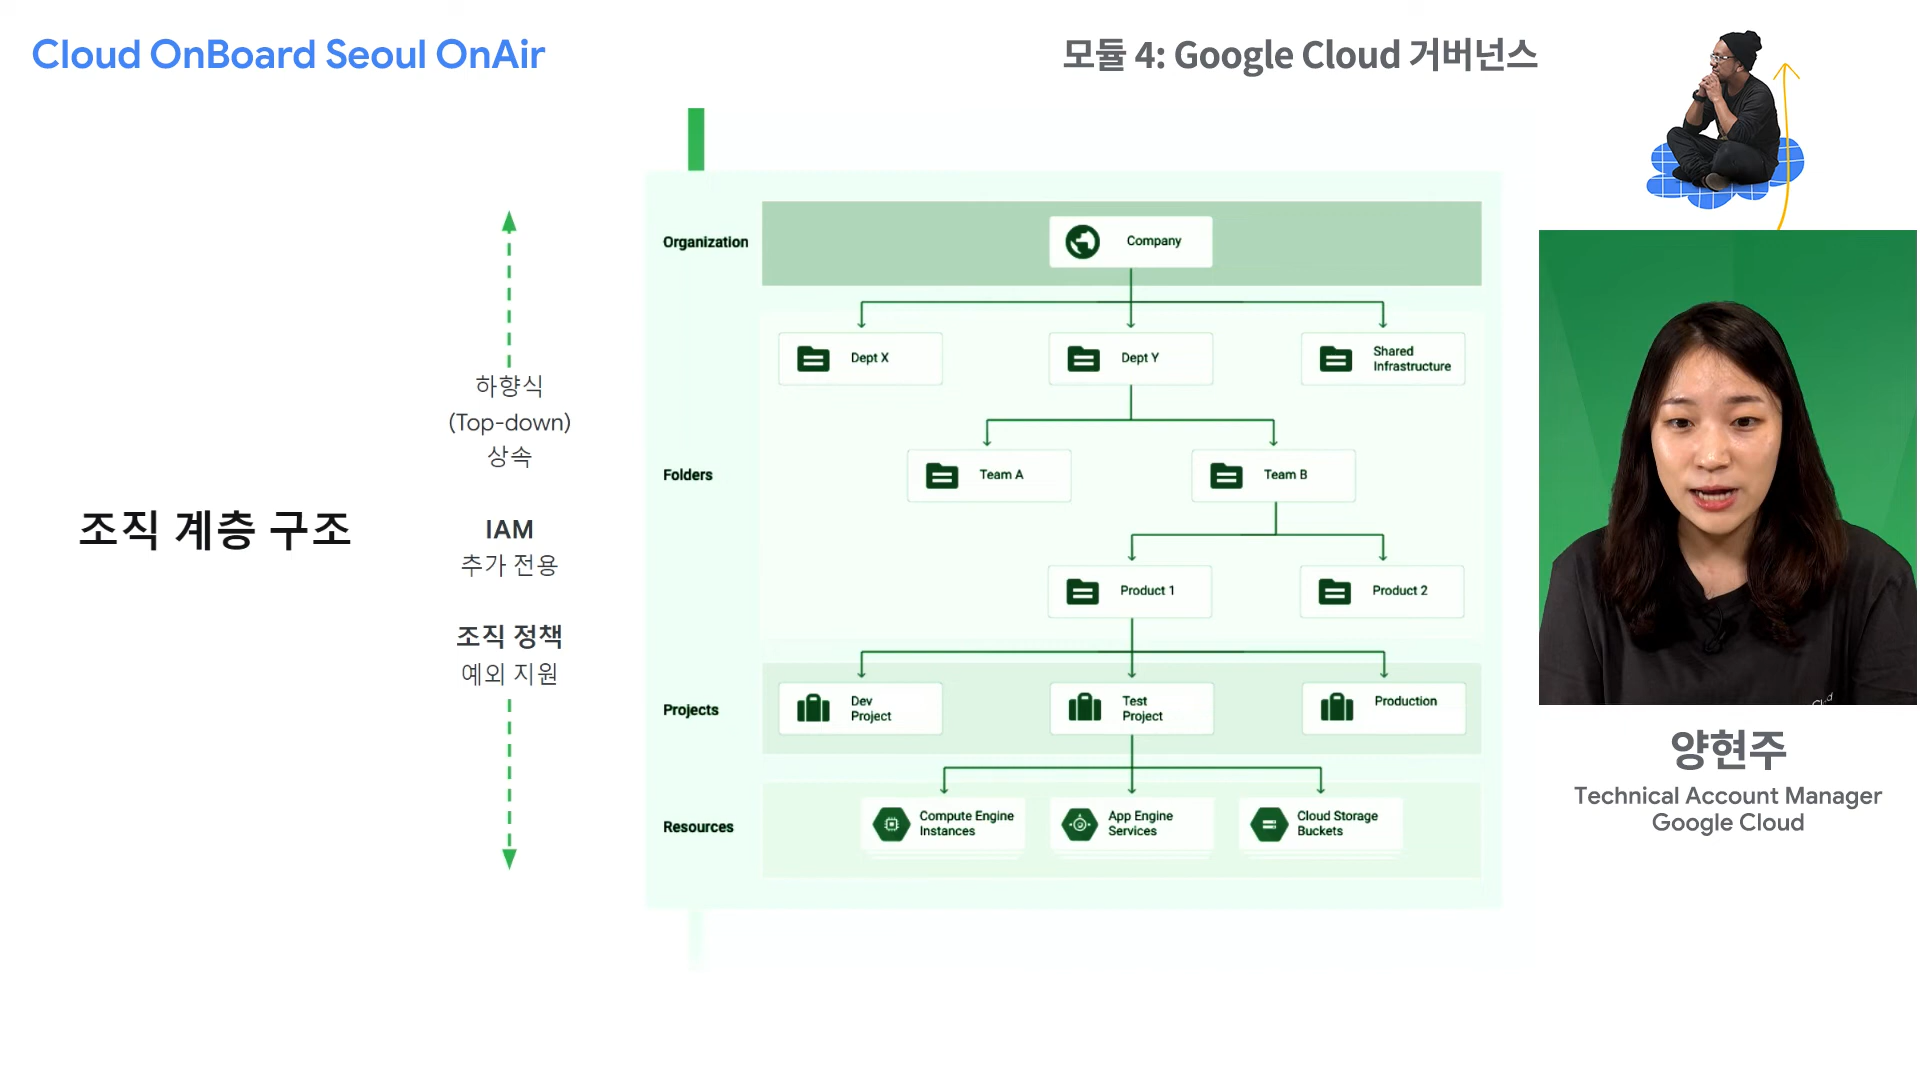 Cloud OnBoard Seoul OnAir
모듈 4: Google Cloud 거버넌스
조직 계층 구조
하향식
(Top-down)
상속
IAM
추가 전용
조직 정책
예외 지원
Organization
Company
Dept X
Dept Y
Shared
Infrastructure
Folders
Team A
Team B
Product 1
Product 2
Projects
Dev
Project
Test
Project
Production
Resources
Compute Engine
Instances
App Engine
Services
Cloud Storage
Buckets
양현주
Technical Account Manager
Google Cloud